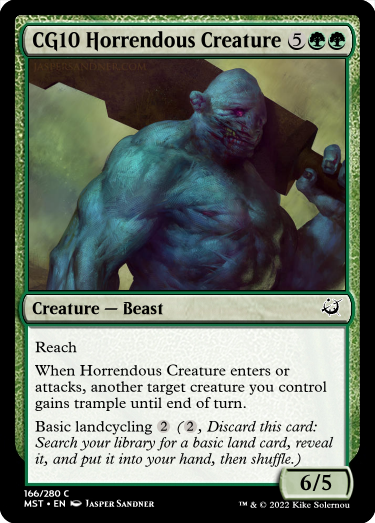 CG10 Horrendous Creature 5
JASPERSANDNER.COM
Creature — Beast
Reach
When Horrendous Creature enters or
attacks, another target creature you control
gains trample until end of turn.
Basic landcycling 2 (2, Discard this card:
Search your library for a basic land card, reveal
it, and put it into your hand, then shuffle.)
6/5
166/280 C
MST • EN Jasper Sandner
™ & © 2022 Kike Solernou